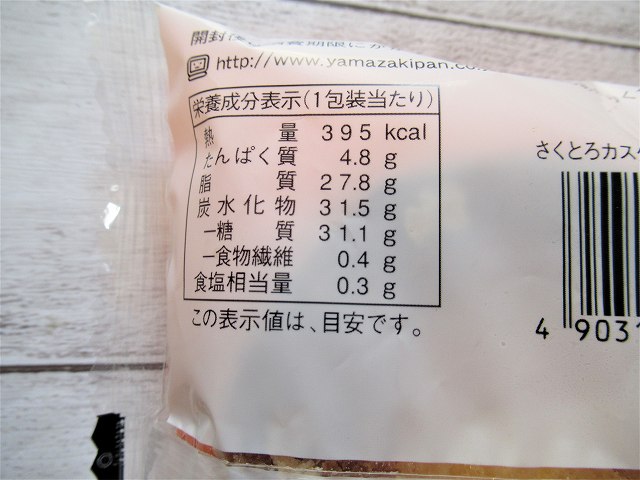 開封後
http://www.yamazakipan.co
栄養成分表示(1包装当たり)
熱量 395 kcal
たんぱく質 4.8 g
脂質 27.8 g
炭水化物 31.5 g
−糖質 31.1 g
−食物繊維 0.4 g
食塩相当量 0.3 g
この表示値は、目安です。
さくとろカス
4 903